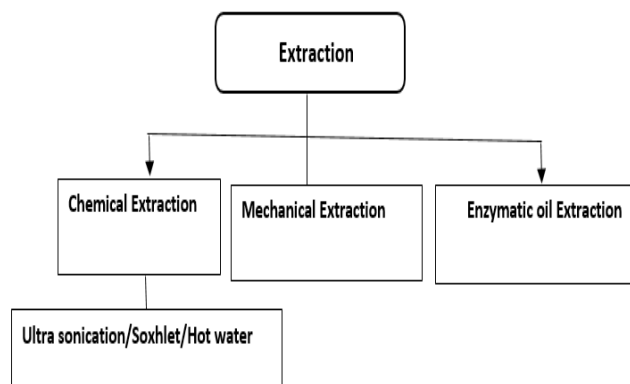 Extraction
Chemical Extraction
Mechanical Extraction
Enzymatic oil Extraction
Ultra sonication/Soxhlet/Hot water